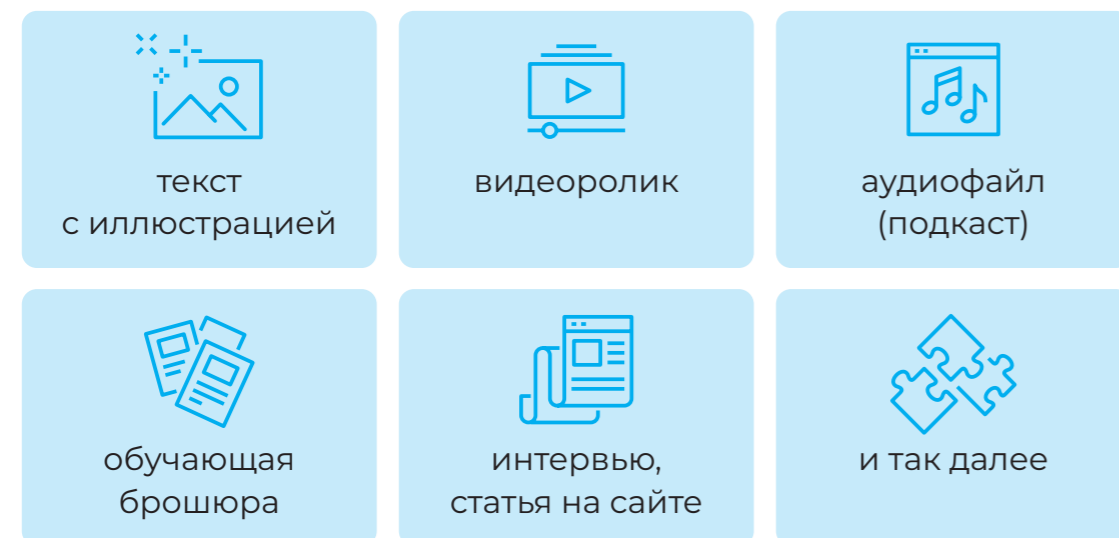 текст
с иллюстрацией
видеоролик
аудиофайл
(подкаст)
обучающая
брошюра
интервью,
статья на сайте
и так далее